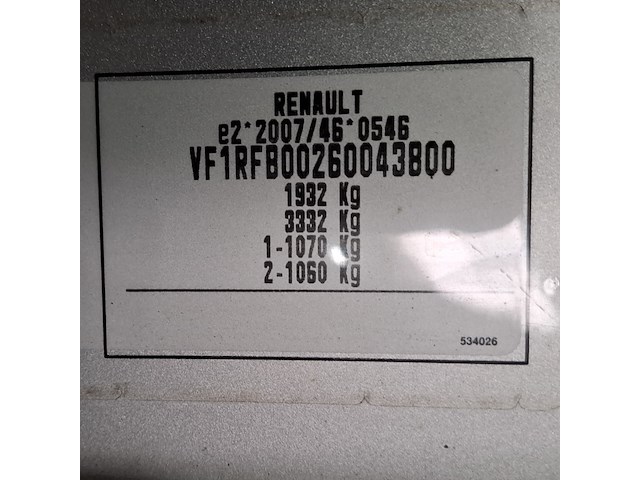 RENAULT
e2*2007/46*0546
VF1RFB00260043800
1932 Kg
3332 Kg
1-1070 Kg
2-1060 Kg
534026